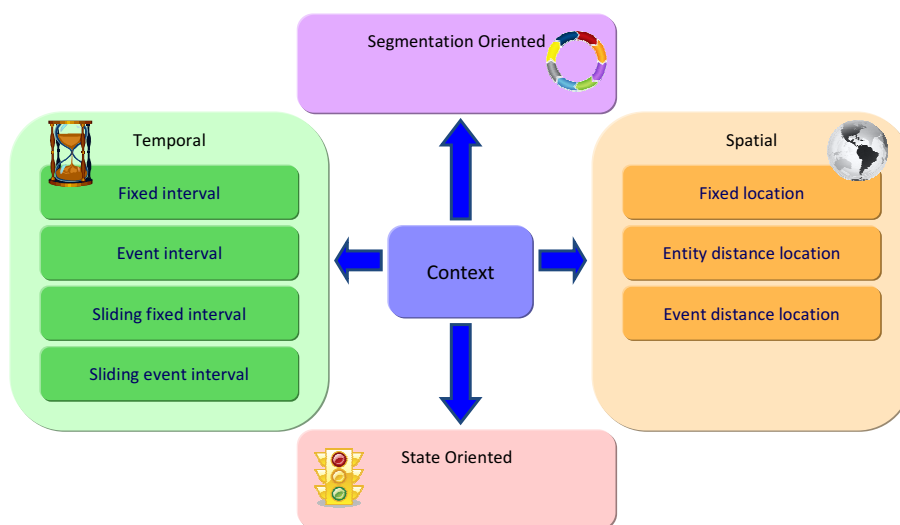 Segmentation Oriented
Temporal
Fixed interval
Event interval
Sliding fixed interval
Sliding event interval
Context
Spatial
Fixed location
Entity distance location
Event distance location
State Oriented